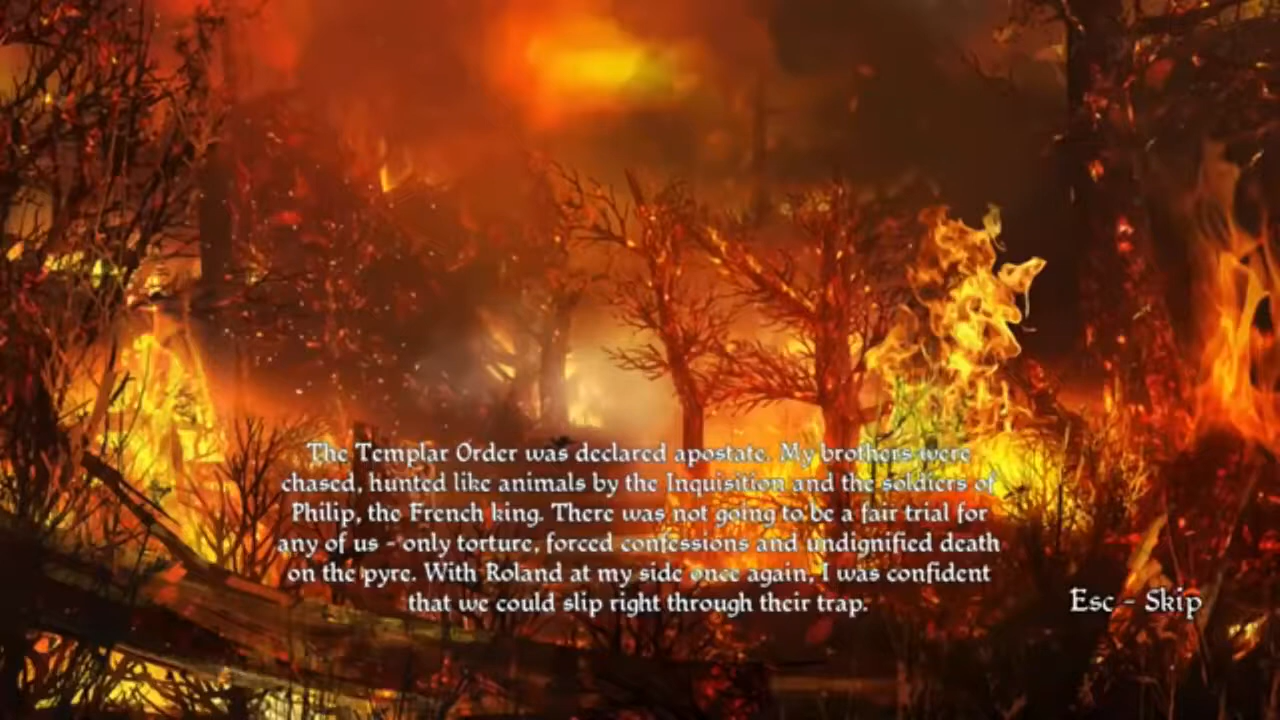 The Templar Order was declared apostate. My brothers were
chased, hunted like animals by the Inquisition and the soldiers of
Philip, the French king. There was not going to be a fair trial for
any of us - only torture, forced confessions and undignified death
on the pyre. With Roland at my side once again, I was confident
that we could slip right through their trap.
Esc - Skip